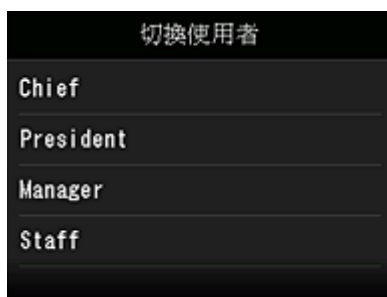 切換使用者
Chief
President
Manager
Staff